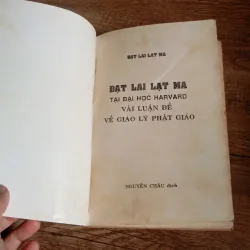 ĐẠT LAI LẠT MA
ĐẠT LAI LẠT MA
TẠI ĐẠI HỌC HARVARD
VÀI LUẬN ĐỀ
VỀ GIÁO LÝ PHẬT GIÁO
NGUYÊN CHÂU dịch